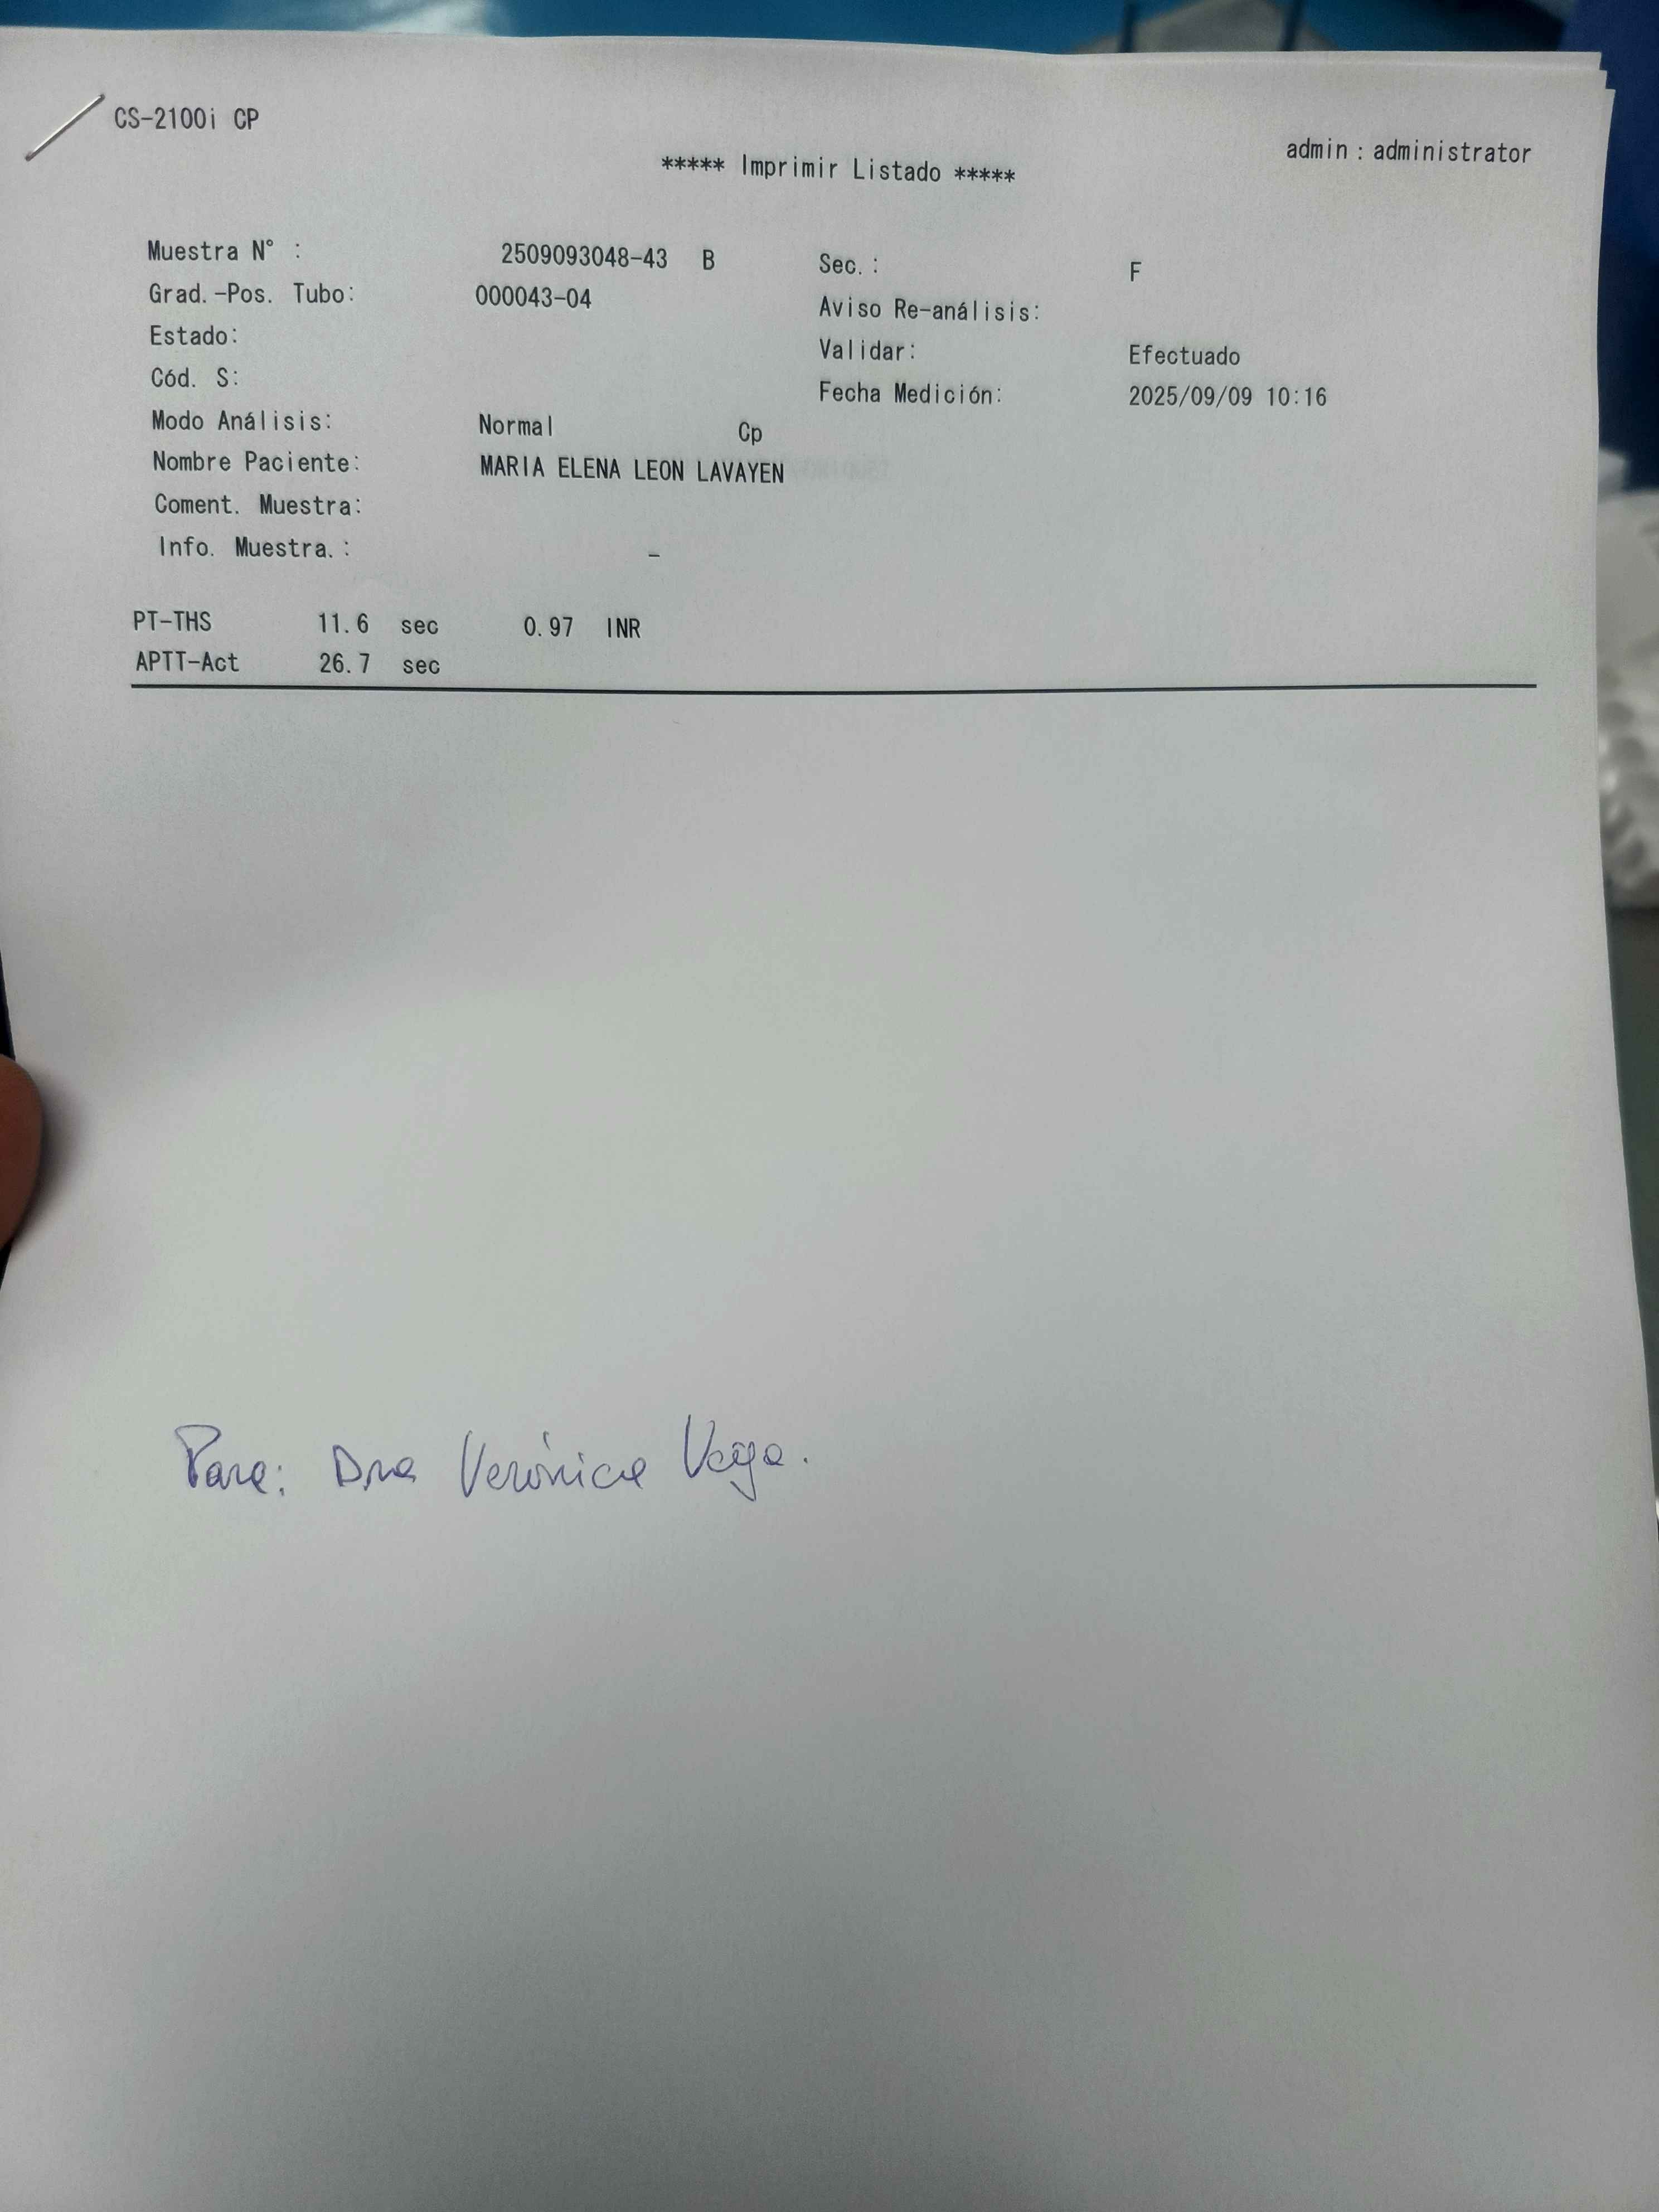 CS-2100i CP
admin : administrator
***** Imprimir Listado *****
Muestra N° : 2509093048-43 B Sec. : F
Grad.-Pos. Tubo: 000043-04 Aviso Re-análisis:
Estado: Validar: Efectuado
Cód. S: Fecha Medición: 2025/09/09 10:16
Modo Análisis: Normal Cp
Nombre Paciente: MARIA ELENA LEON LAVAYEN
Coment. Muestra:
Info. Muestra. : -
PT-THS 11.6 sec 0.97 INR
APTT-Act 26.7 sec
Para: Dra Verónica Vega.